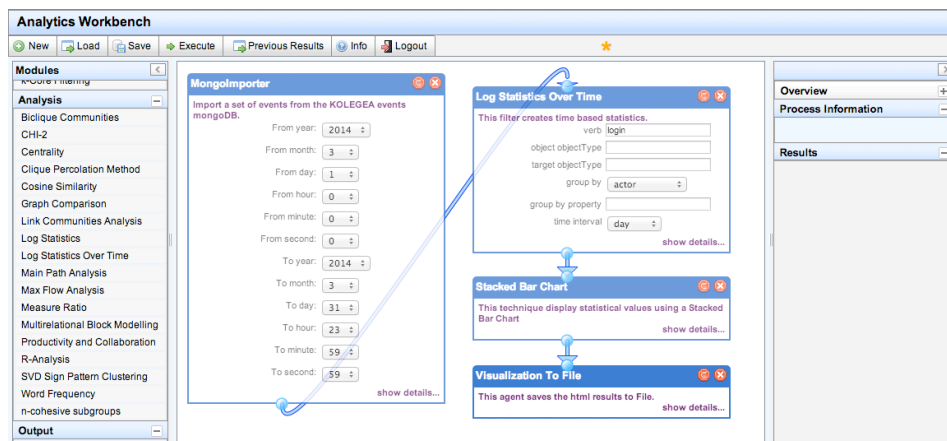 Analytics Workbench
New Load Save Execute Previous Results Info Logout
Modules
k-Core Filtering
Analysis
Biclique Communities
CHI-2
Centrality
Clique Percolation Method
Cosine Similarity
Graph Comparison
Link Communities Analysis
Log Statistics
Log Statistics Over Time
Main Path Analysis
Max Flow Analysis
Measure Ratio
Multirelational Block Modelling
Productivity and Collaboration
R-Analysis
SVD Sign Pattern Clustering
Word Frequency
n-cohesive subgroups
Output
MongoImporter
Import a set of events from the KOLEGEA events
mongoDB.
From year: 2014
From month: 3
From day: 1
From hour: 0
From minute: 0
From second: 0
To year: 2014
To month: 3
To day: 31
To hour: 23
To minute: 59
To second: 59
show details...
Log Statistics Over Time
This filter creates time based statistics.
verb login
object objectType
target objectType
group by actor
group by property
time interval day
show details...
Stacked Bar Chart
This technique display statistical values using a Stacked
Bar Chart
show details...
Visualization To File
This agent saves the html results to File.
show details...
Overview
Process Information
Results